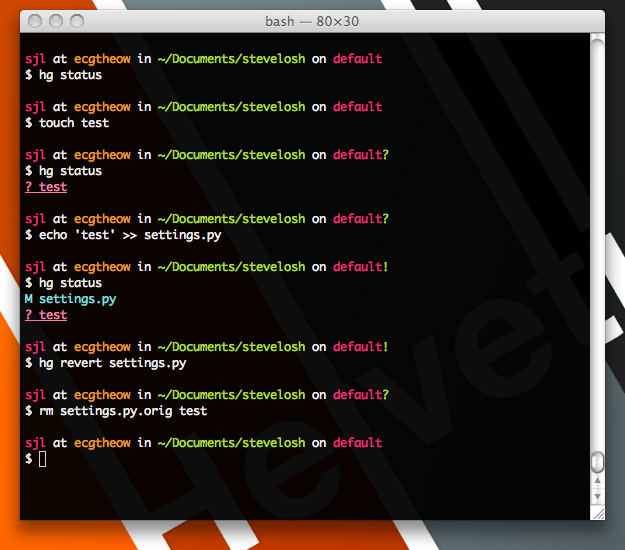 bash — 80×30
sjl at ecgtheow in ~/Documents/stevelosh on default
$ hg status
sjl at ecgtheow in ~/Documents/stevelosh on default
$ touch test
sjl at ecgtheow in ~/Documents/stevelosh on default?
$ hg status
? test
sjl at ecgtheow in ~/Documents/stevelosh on default?
$ echo 'test' >> settings.py
sjl at ecgtheow in ~/Documents/stevelosh on default!
$ hg status
M settings.py
? test
sjl at ecgtheow in ~/Documents/stevelosh on default!
$ hg revert settings.py
sjl at ecgtheow in ~/Documents/stevelosh on default?
$ rm settings.py.orig test
sjl at ecgtheow in ~/Documents/stevelosh on default
$